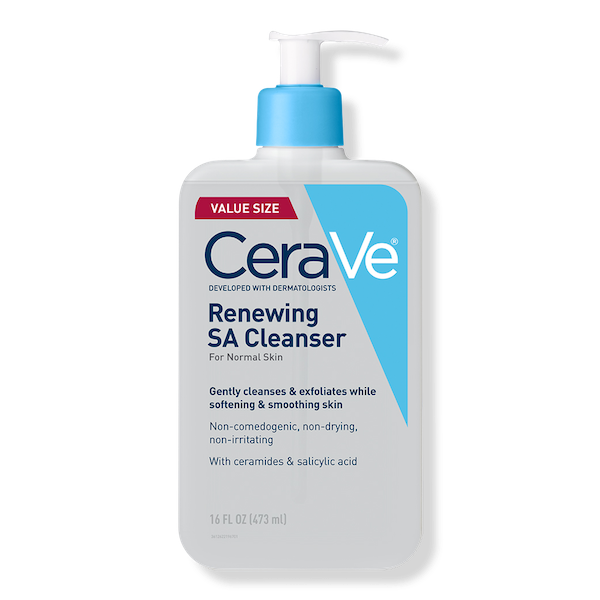 VALUE SIZE
CeraVe®
DEVELOPED WITH DERMATOLOGISTS
Renewing
SA Cleanser
For Normal Skin
Gently cleanses & exfoliates while
softening & smoothing skin
Non-comedogenic, non-drying,
non-irritating
With ceramides & salicylic acid
16 FL OZ (473 ml)